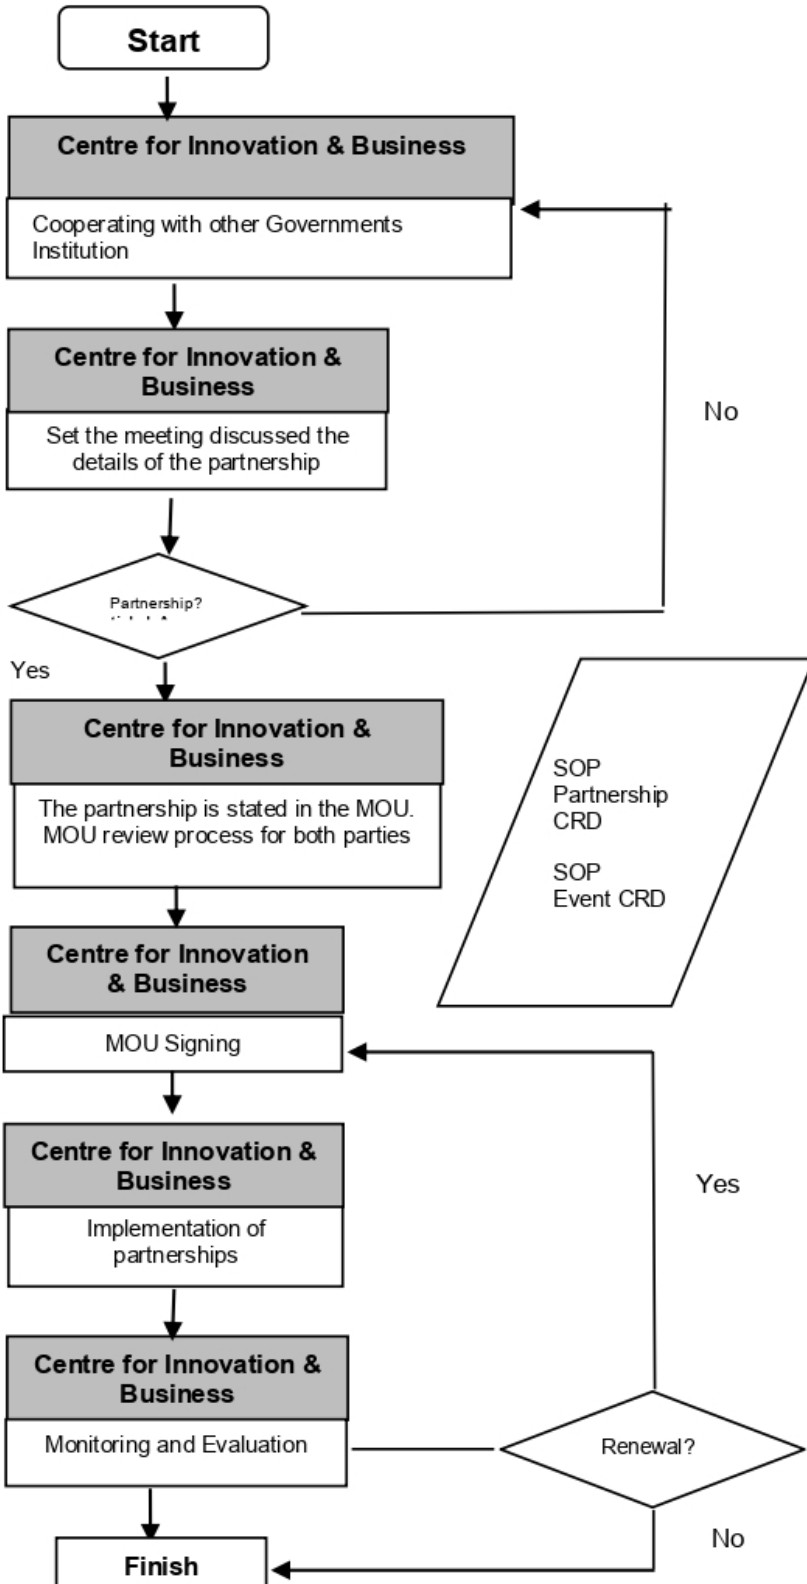 Start
Centre for Innovation & Business
Cooperating with other Governments
Institution
Centre for Innovation &
Business
Set the meeting discussed the
details of the partnership
No
Partnership?
Yes
Centre for Innovation &
Business
The partnership is stated in the MOU.
MOU review process for both parties
SOP
Partnership
CRD
SOP
Event CRD
Centre for Innovation
& Business
MOU Signing
Yes
Centre for Innovation &
Business
Implementation of
partnerships
Centre for Innovation &
Business
Monitoring and Evaluation
Renewal?
No
Finish